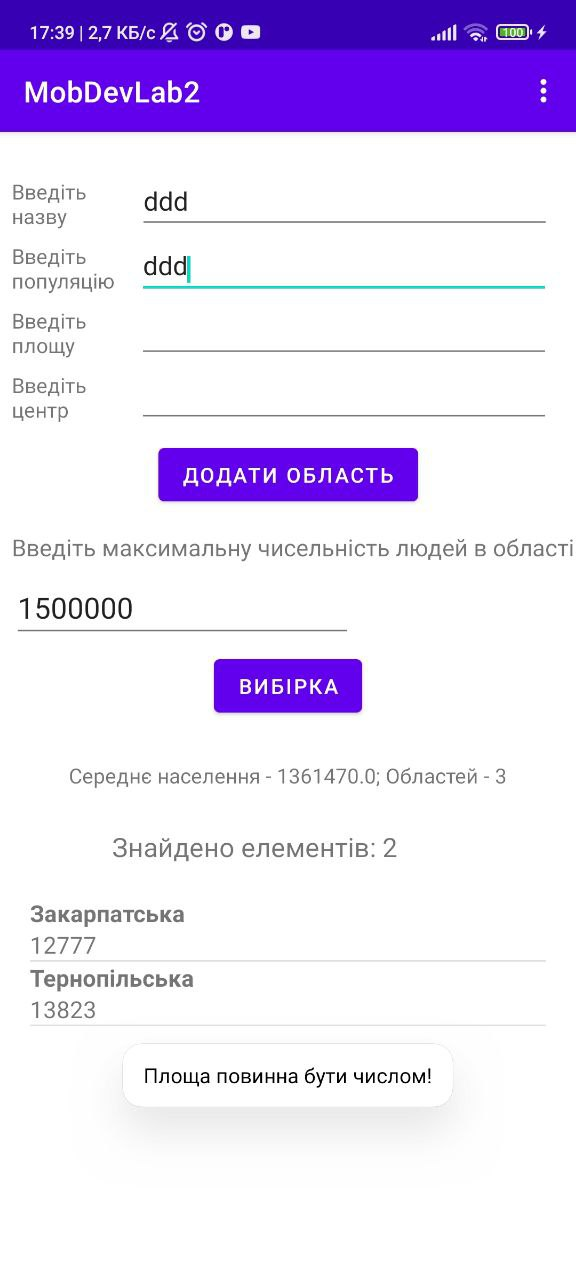 17:39 | 2,7 КБ/с
100
MobDevLab2
Введіть
назву
ddd
Введіть
популяцію
ddd
Введіть
площу
Введіть
центр
ДОДАТИ ОБЛАСТЬ
Введіть максимальну чисельність людей в області
1500000
ВИБІРКА
Середнє населення - 1361470.0; Областей - 3
Знайдено елементів: 2
Закарпатська
12777
Тернопільська
13823
Площа повинна бути числом!